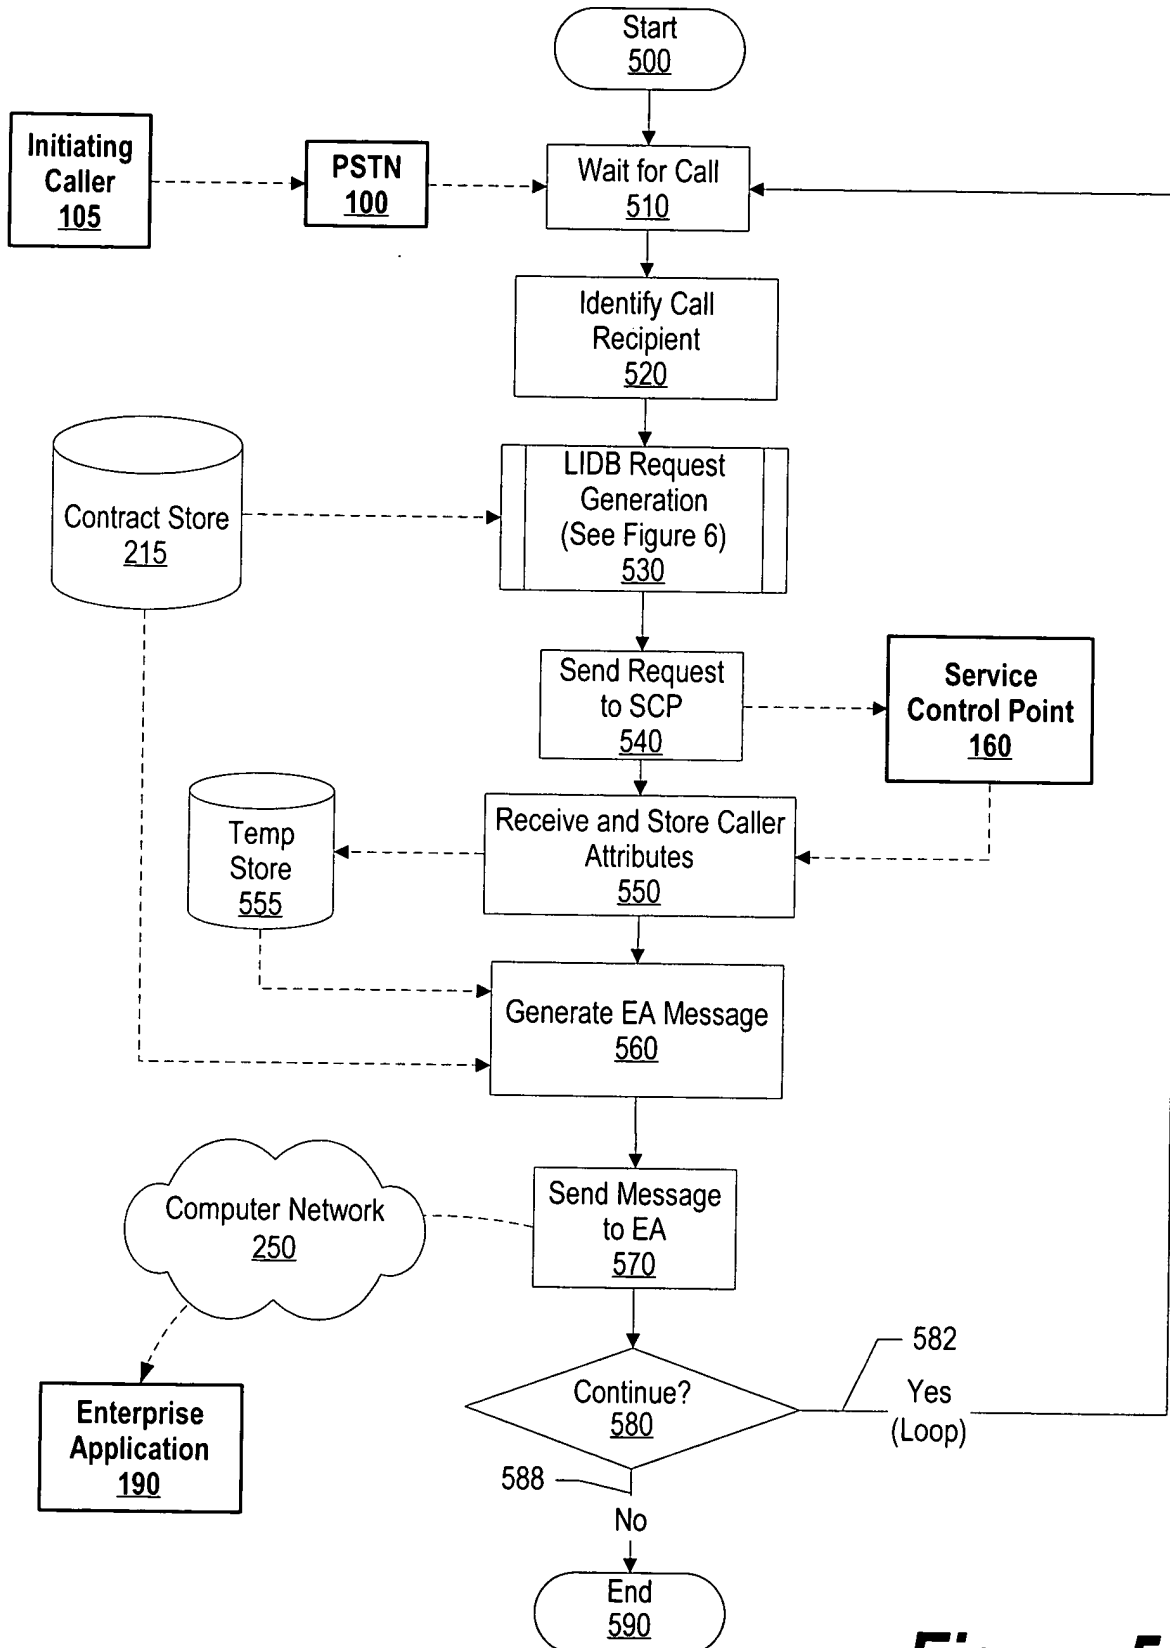 Start
500
Initiating
Caller
105
PSTN
100
Wait for Call
510
Identify Call
Recipient
520
Contract Store
215
LIDB Request
Generation
(See Figure 6)
530
Send Request
to SCP
540
Service
Control Point
160
Temp
Store
555
Receive and Store Caller
Attributes
550
Generate EA Message
560
Computer Network
250
Send Message
to EA
570
Enterprise
Application
190
Continue?
580
582
Yes
(Loop)
588
No
End
590
Figure 5